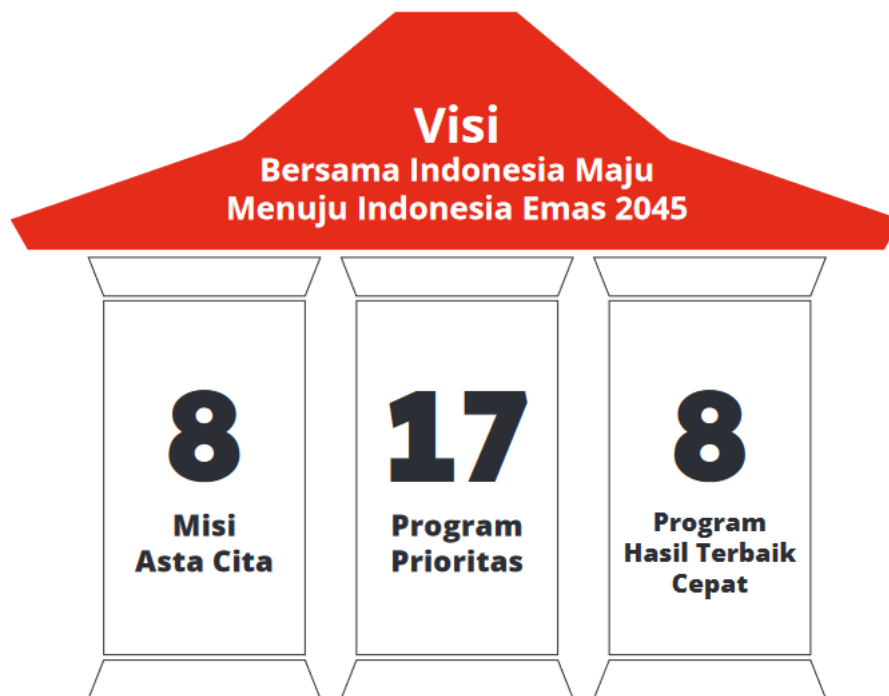 Visi
Bersama Indonesia Maju
Menuju Indonesia Emas 2045
8
Misi
Asta Cita
17
Program
Prioritas
8
Program
Hasil Terbaik
Cepat